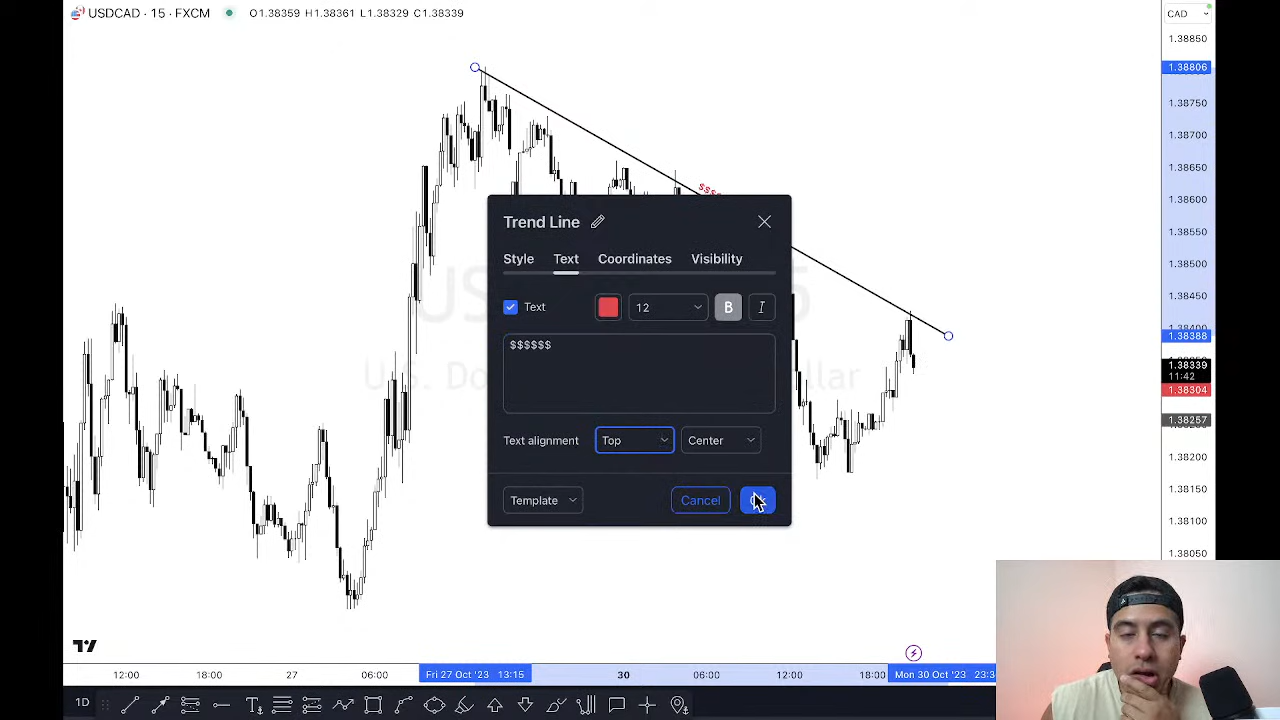 USDCAD · 15 · FXCM O1.38359 H1.38361 L1.38329 C1.38339
CAD
1.38850
1.38806
1.38750
1.38700
1.38650
1.38600
1.38550
1.38500
1.38450
1.38388
1.38339
11:42
1.38304
1.38257
1.38200
1.38150
1.38100
1.38050
Trend Line
Style Text Coordinates Visibility
Text 12 B I
$$$$$$
Text alignment Top Center
Template Cancel
12:00 18:00 27 06:00 Fri 27 Oct '23 13:15 30 06:00 12:00 18:00 Mon 30 Oct '23
1D